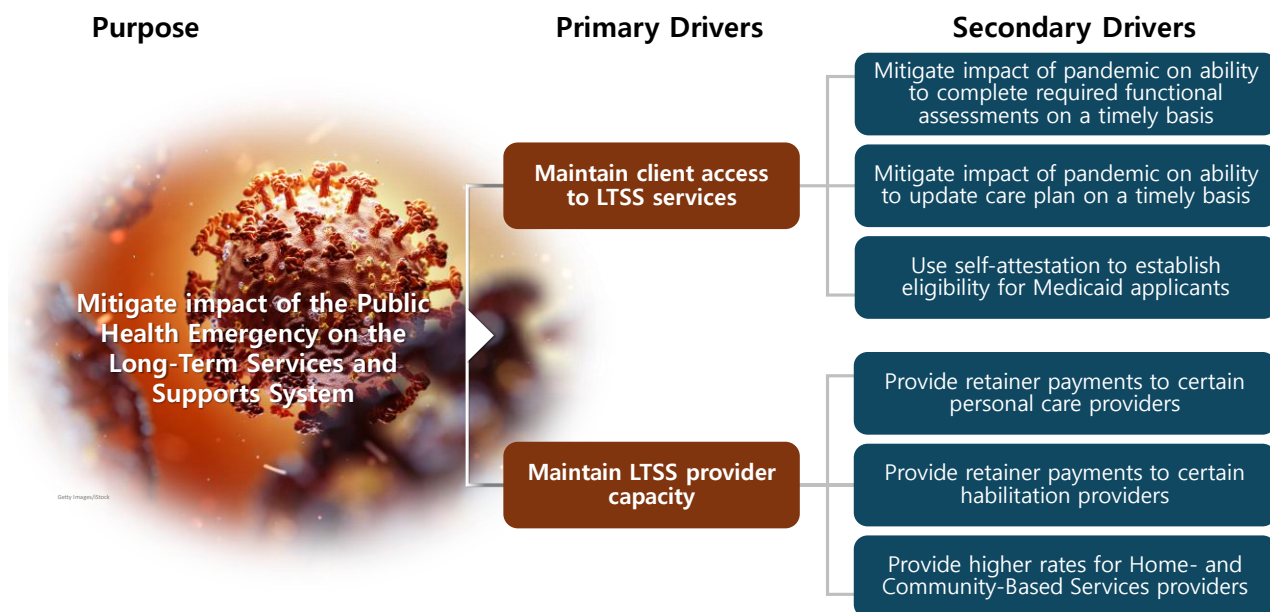 Purpose
Primary Drivers
Secondary Drivers
Mitigate impact of the Public
Health Emergency on the
Long-Term Services and
Supports System
Getty Images/iStock
Maintain client access
to LTSS services
Mitigate impact of pandemic on ability
to complete required functional
assessments on a timely basis
Mitigate impact of pandemic on ability
to update care plan on a timely basis
Use self-attestation to establish
eligibility for Medicaid applicants
Maintain LTSS provider
capacity
Provide retainer payments to certain
personal care providers
Provide retainer payments to certain
habilitation providers
Provide higher rates for Home- and
Community-Based Services providers